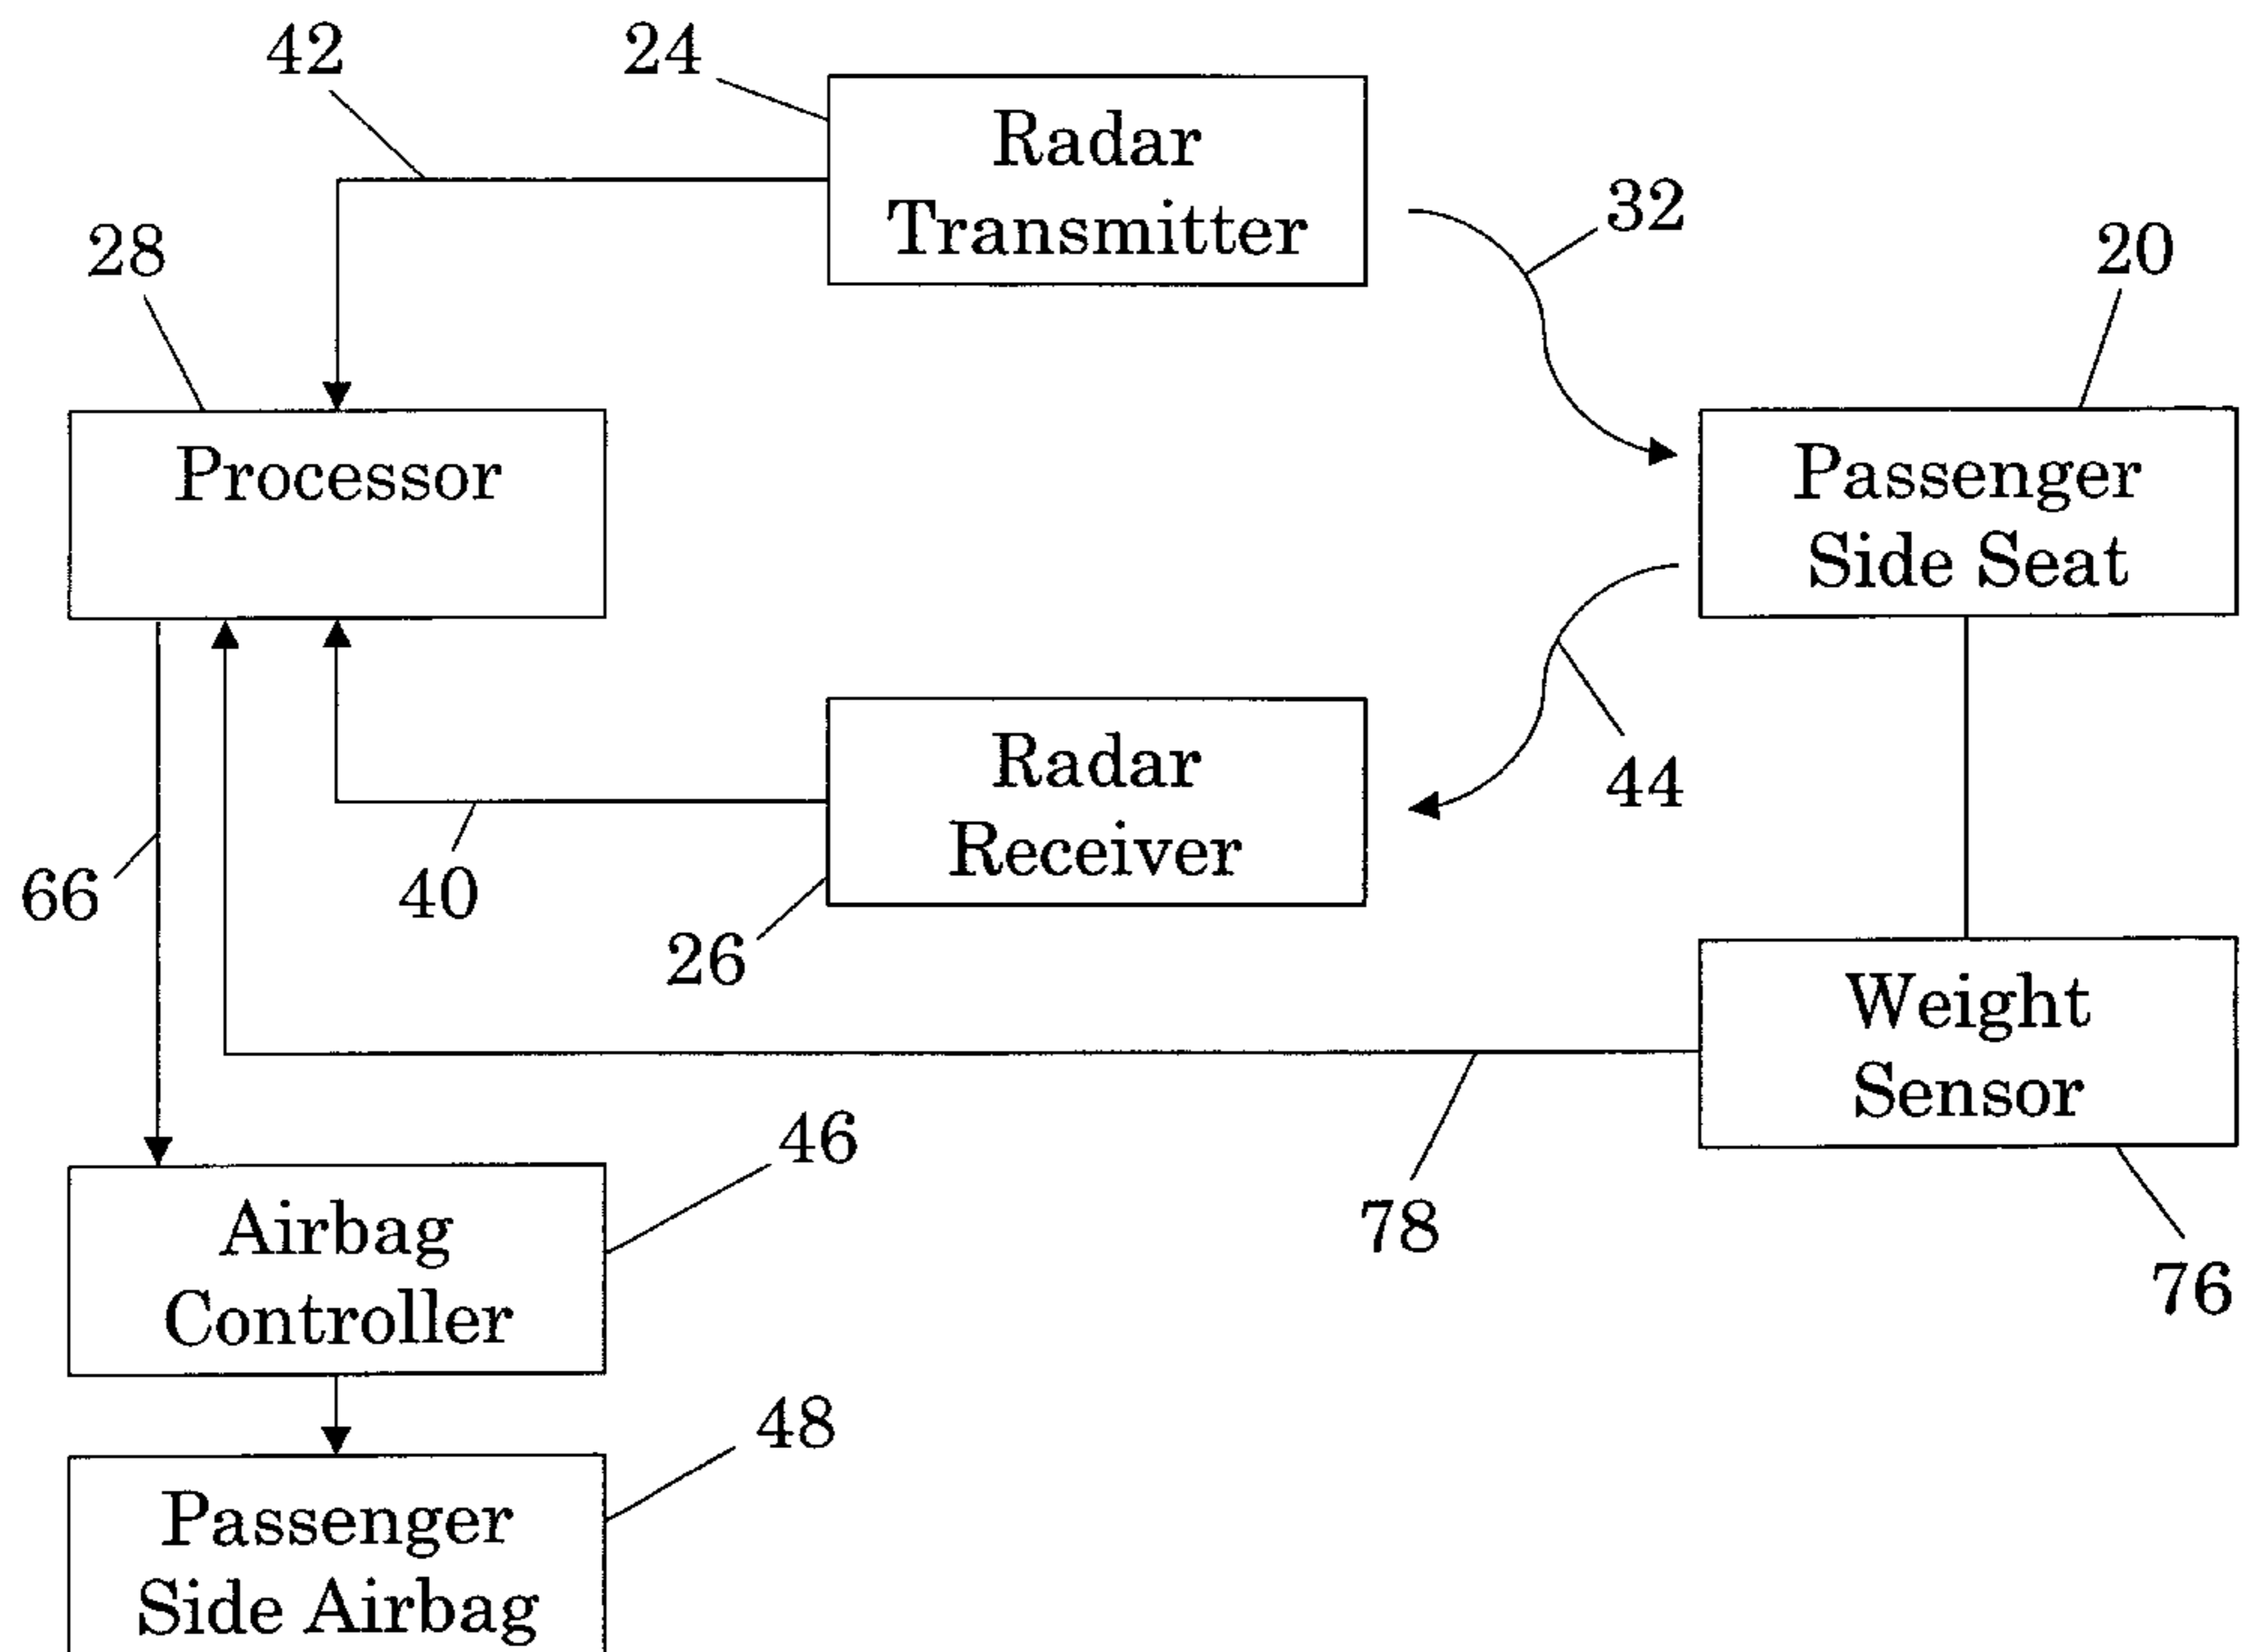 42
24
Radar
Transmitter
32
28
20
Processor
Passenger
Side Seat
Radar
Receiver
44
66
40
26
Weight
Sensor
46
78
76
Airbag
Controller
48
Passenger
Side Airbag